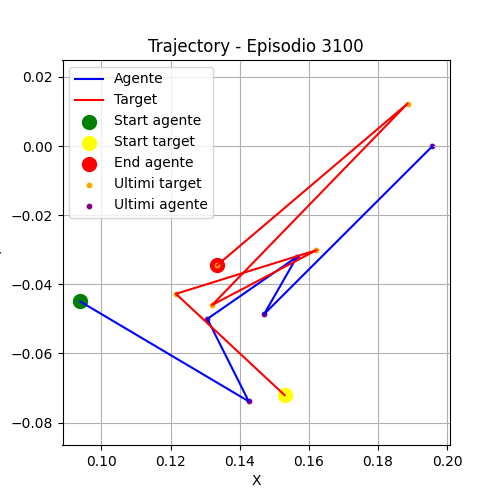 Trajectory - Episodio 3100
Agente
Target
Start agente
Start target
End agente
Ultimi target
Ultimi agente
0.02
0.00
−0.02
−0.04
−0.06
−0.08
0.10
0.12
0.14
0.16
0.18
0.20
X